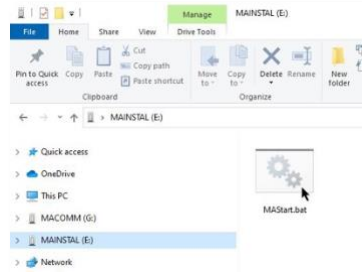 Manage
MAINSTAL (E:)
File
Home
Share
View
Drive Tools
Pin to Quick access
Copy
Paste
Cut
Copy path
Paste shortcut
Move to
Copy to
Delete
Rename
New folder
Clipboard
Organize
MAINSTAL (E:)
Quick access
OneDrive
This PC
MACOMM (G:)
MAINSTAL (E:)
Network
MAStart.bat